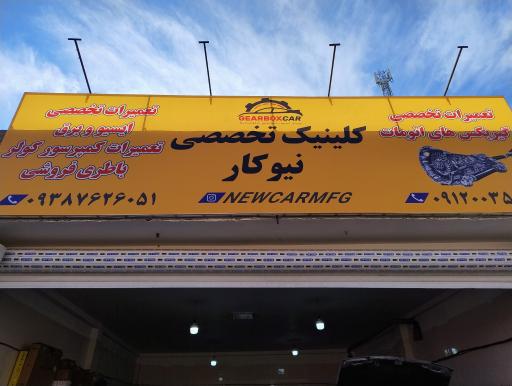 تعمیرات تخصصی
گیربکس های اتومات
۰۹۱۲۰۰۳۵
GEARBOXCAR
کلینیک تخصصی
نیوکار
NEWCARMFG
تعمیرات تخصصی
ایسیو و برق
تعمیرات کمپرسور کولر
باطری فروشی
۰۹۳۸۷۶۲۶۰۵۱